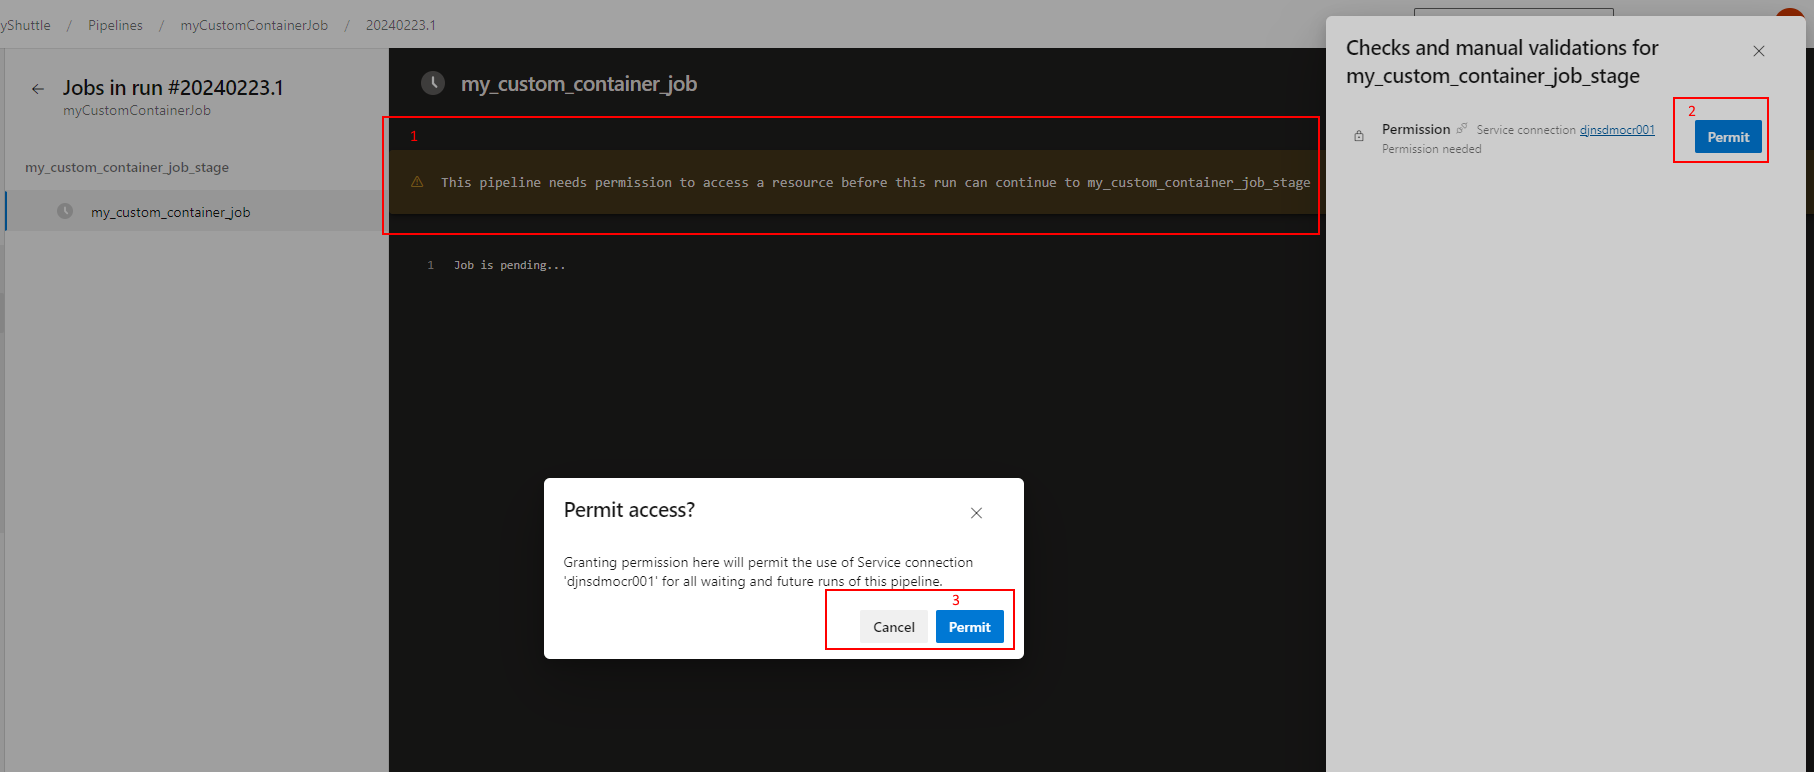 yShuttle / Pipelines / myCustomContainerJob / 20240223.1
Jobs in run #20240223.1
myCustomContainerJob
my_custom_container_job_stage
my_custom_container_job
my_custom_container_job
1
This pipeline needs permission to access a resource before this run can continue to my_custom_container_job_stage
1 Job is pending...
Checks and manual validations for
my_custom_container_job_stage
2
Permission Service connection djnsdmocr001
Permission needed
Permit
Permit access?
Granting permission here will permit the use of Service connection
'djnsdmocr001' for all waiting and future runs of this pipeline.
3
Cancel Permit